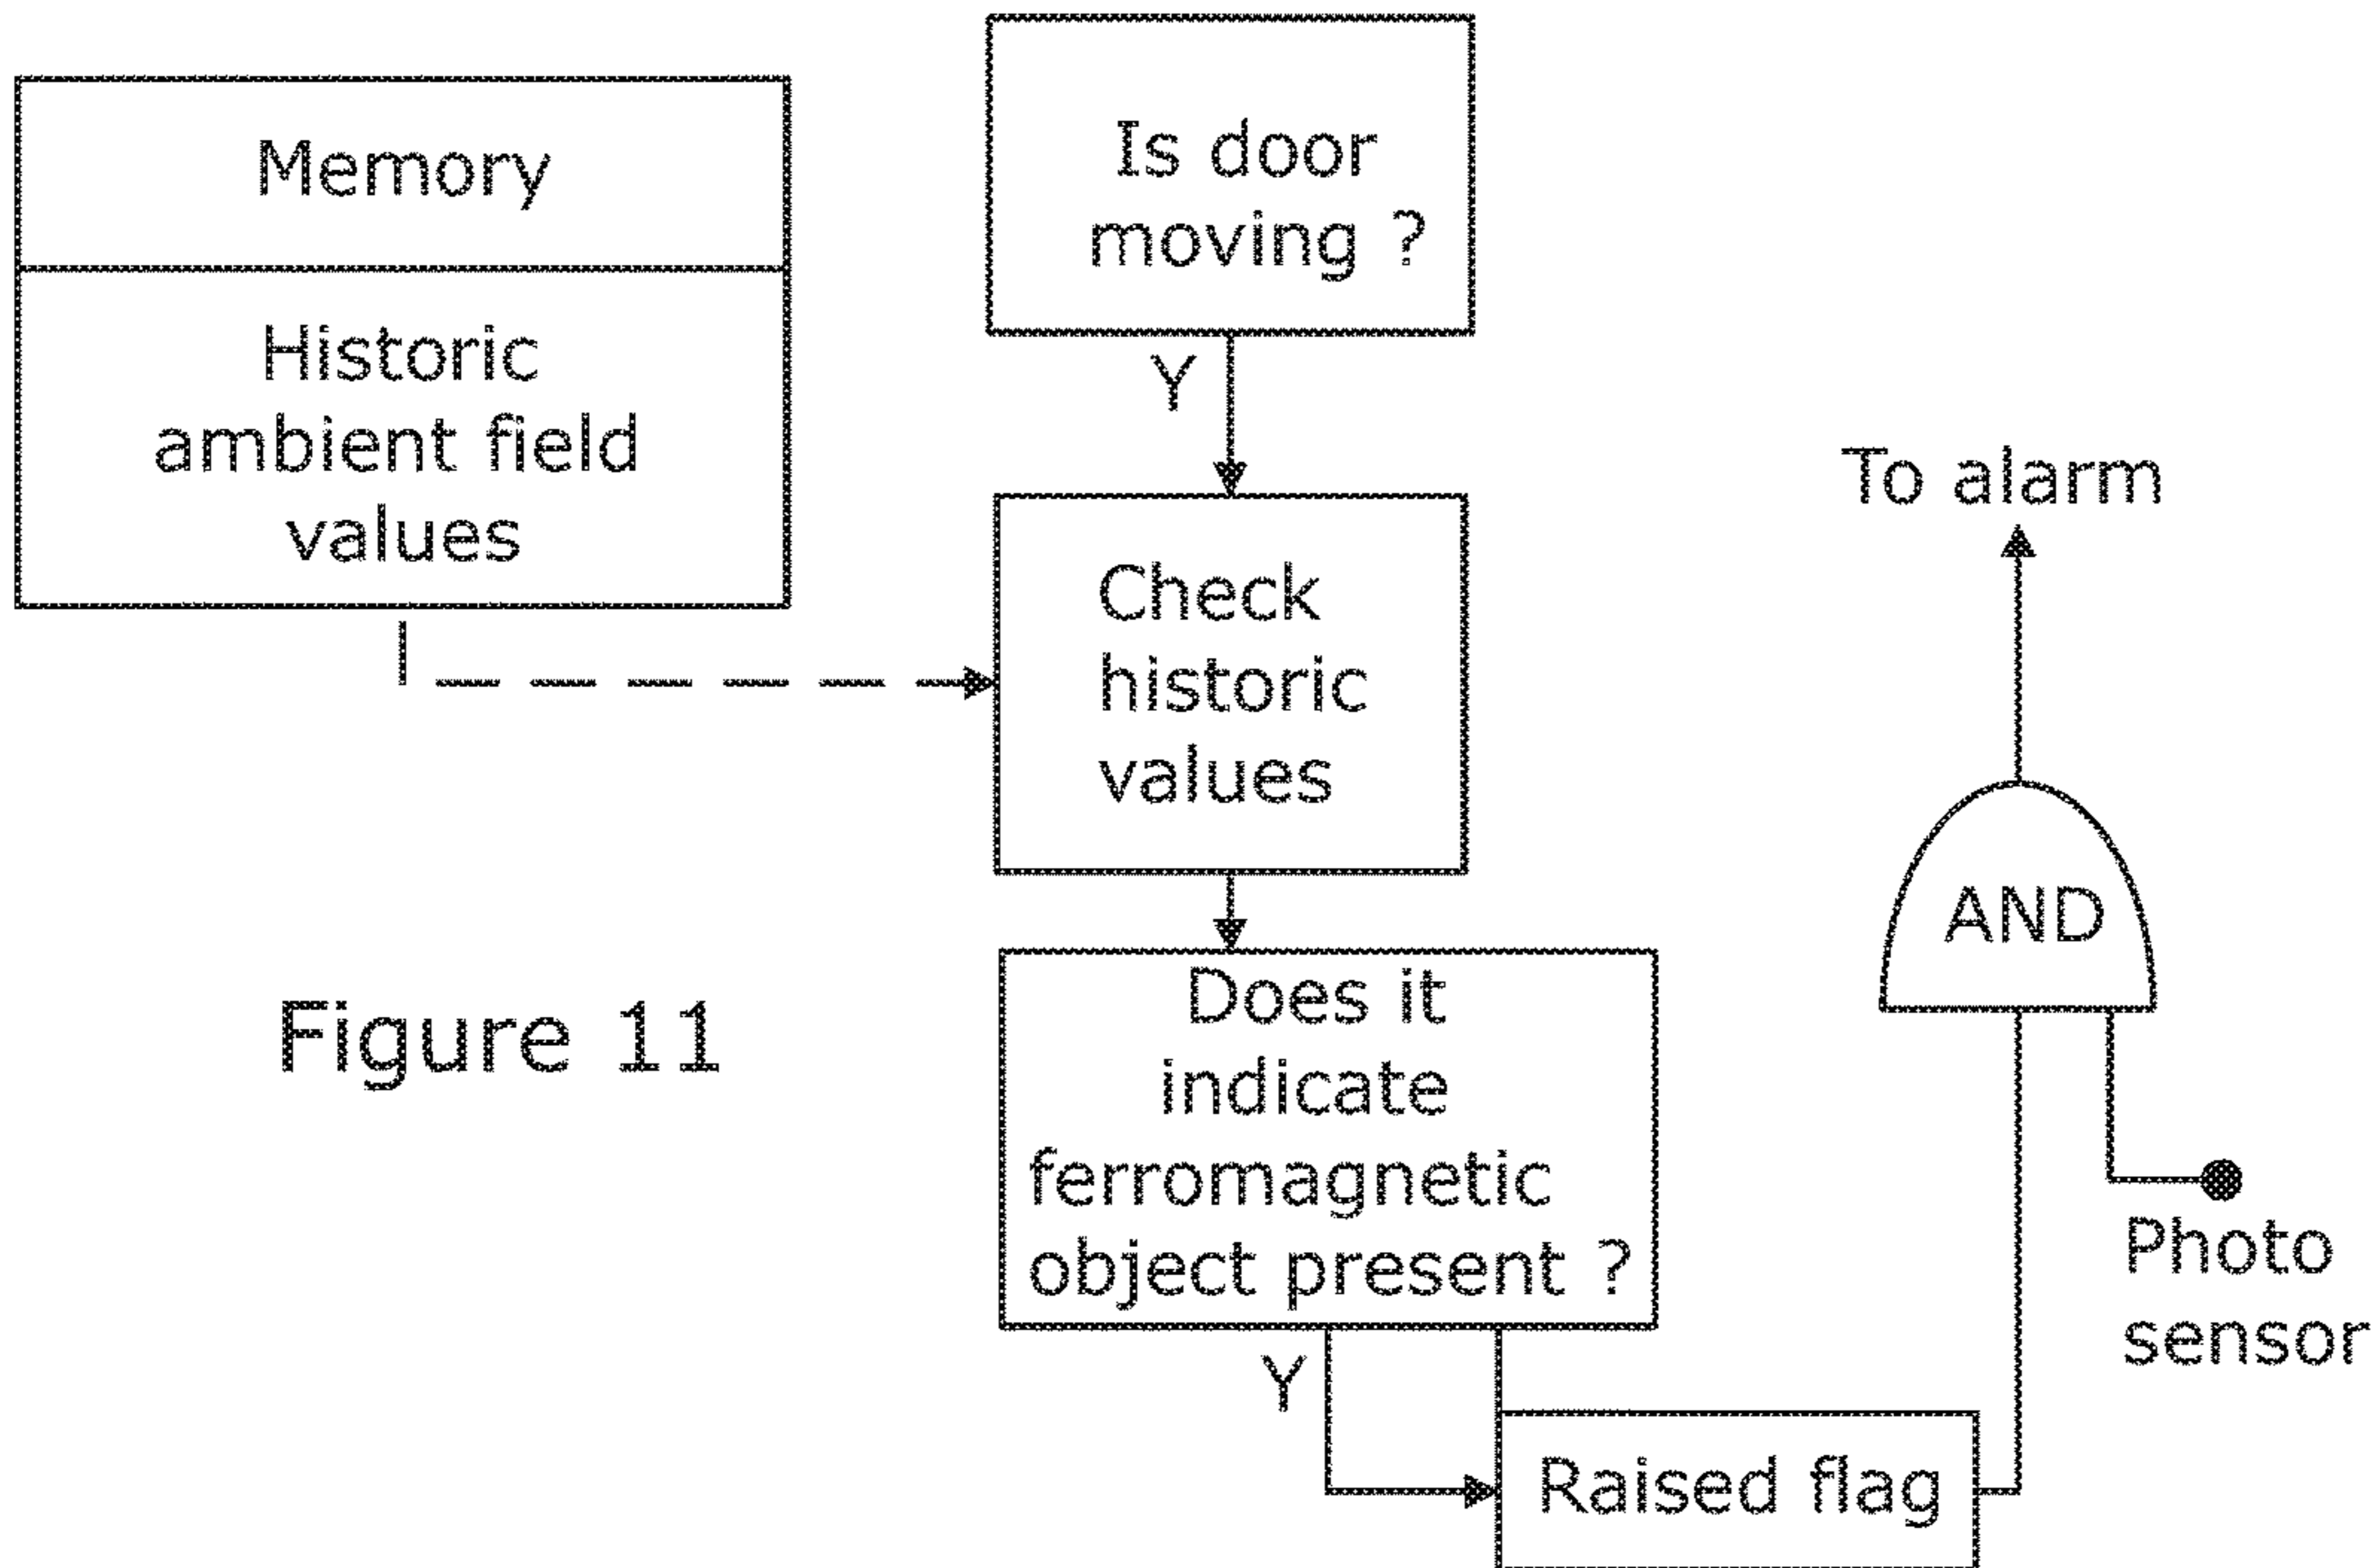 Memory
Historic
ambient field
values
Is door
moving ?
Y
Check
historic
values
Does it
indicate
ferromagnetic
object present ?
Y
Raised flag
To alarm
AND
Photo
sensor
Figure 11